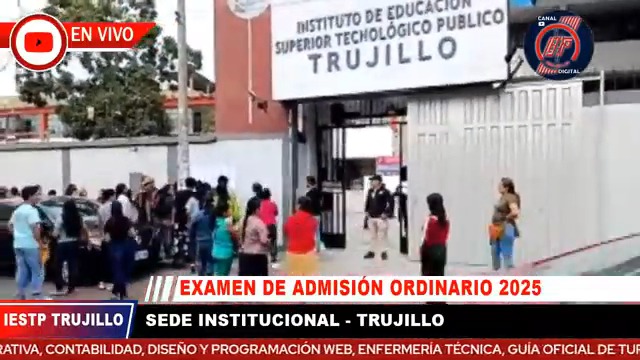 EN VIVO
INSTITUTO DE EDUCACIÓN
SUPERIOR TECNOLÓGICO PÚBLICO
TRUJILLO
CANAL
DIGITAL
EXAMEN DE ADMISIÓN ORDINARIO 2025
IESTP TRUJILLO
SEDE INSTITUCIONAL - TRUJILLO
RATIVA, CONTABILIDAD, DISEÑO Y PROGRAMACIÓN WEB, ENFERMERÍA TÉCNICA, GUÍA OFICIAL DE TUR